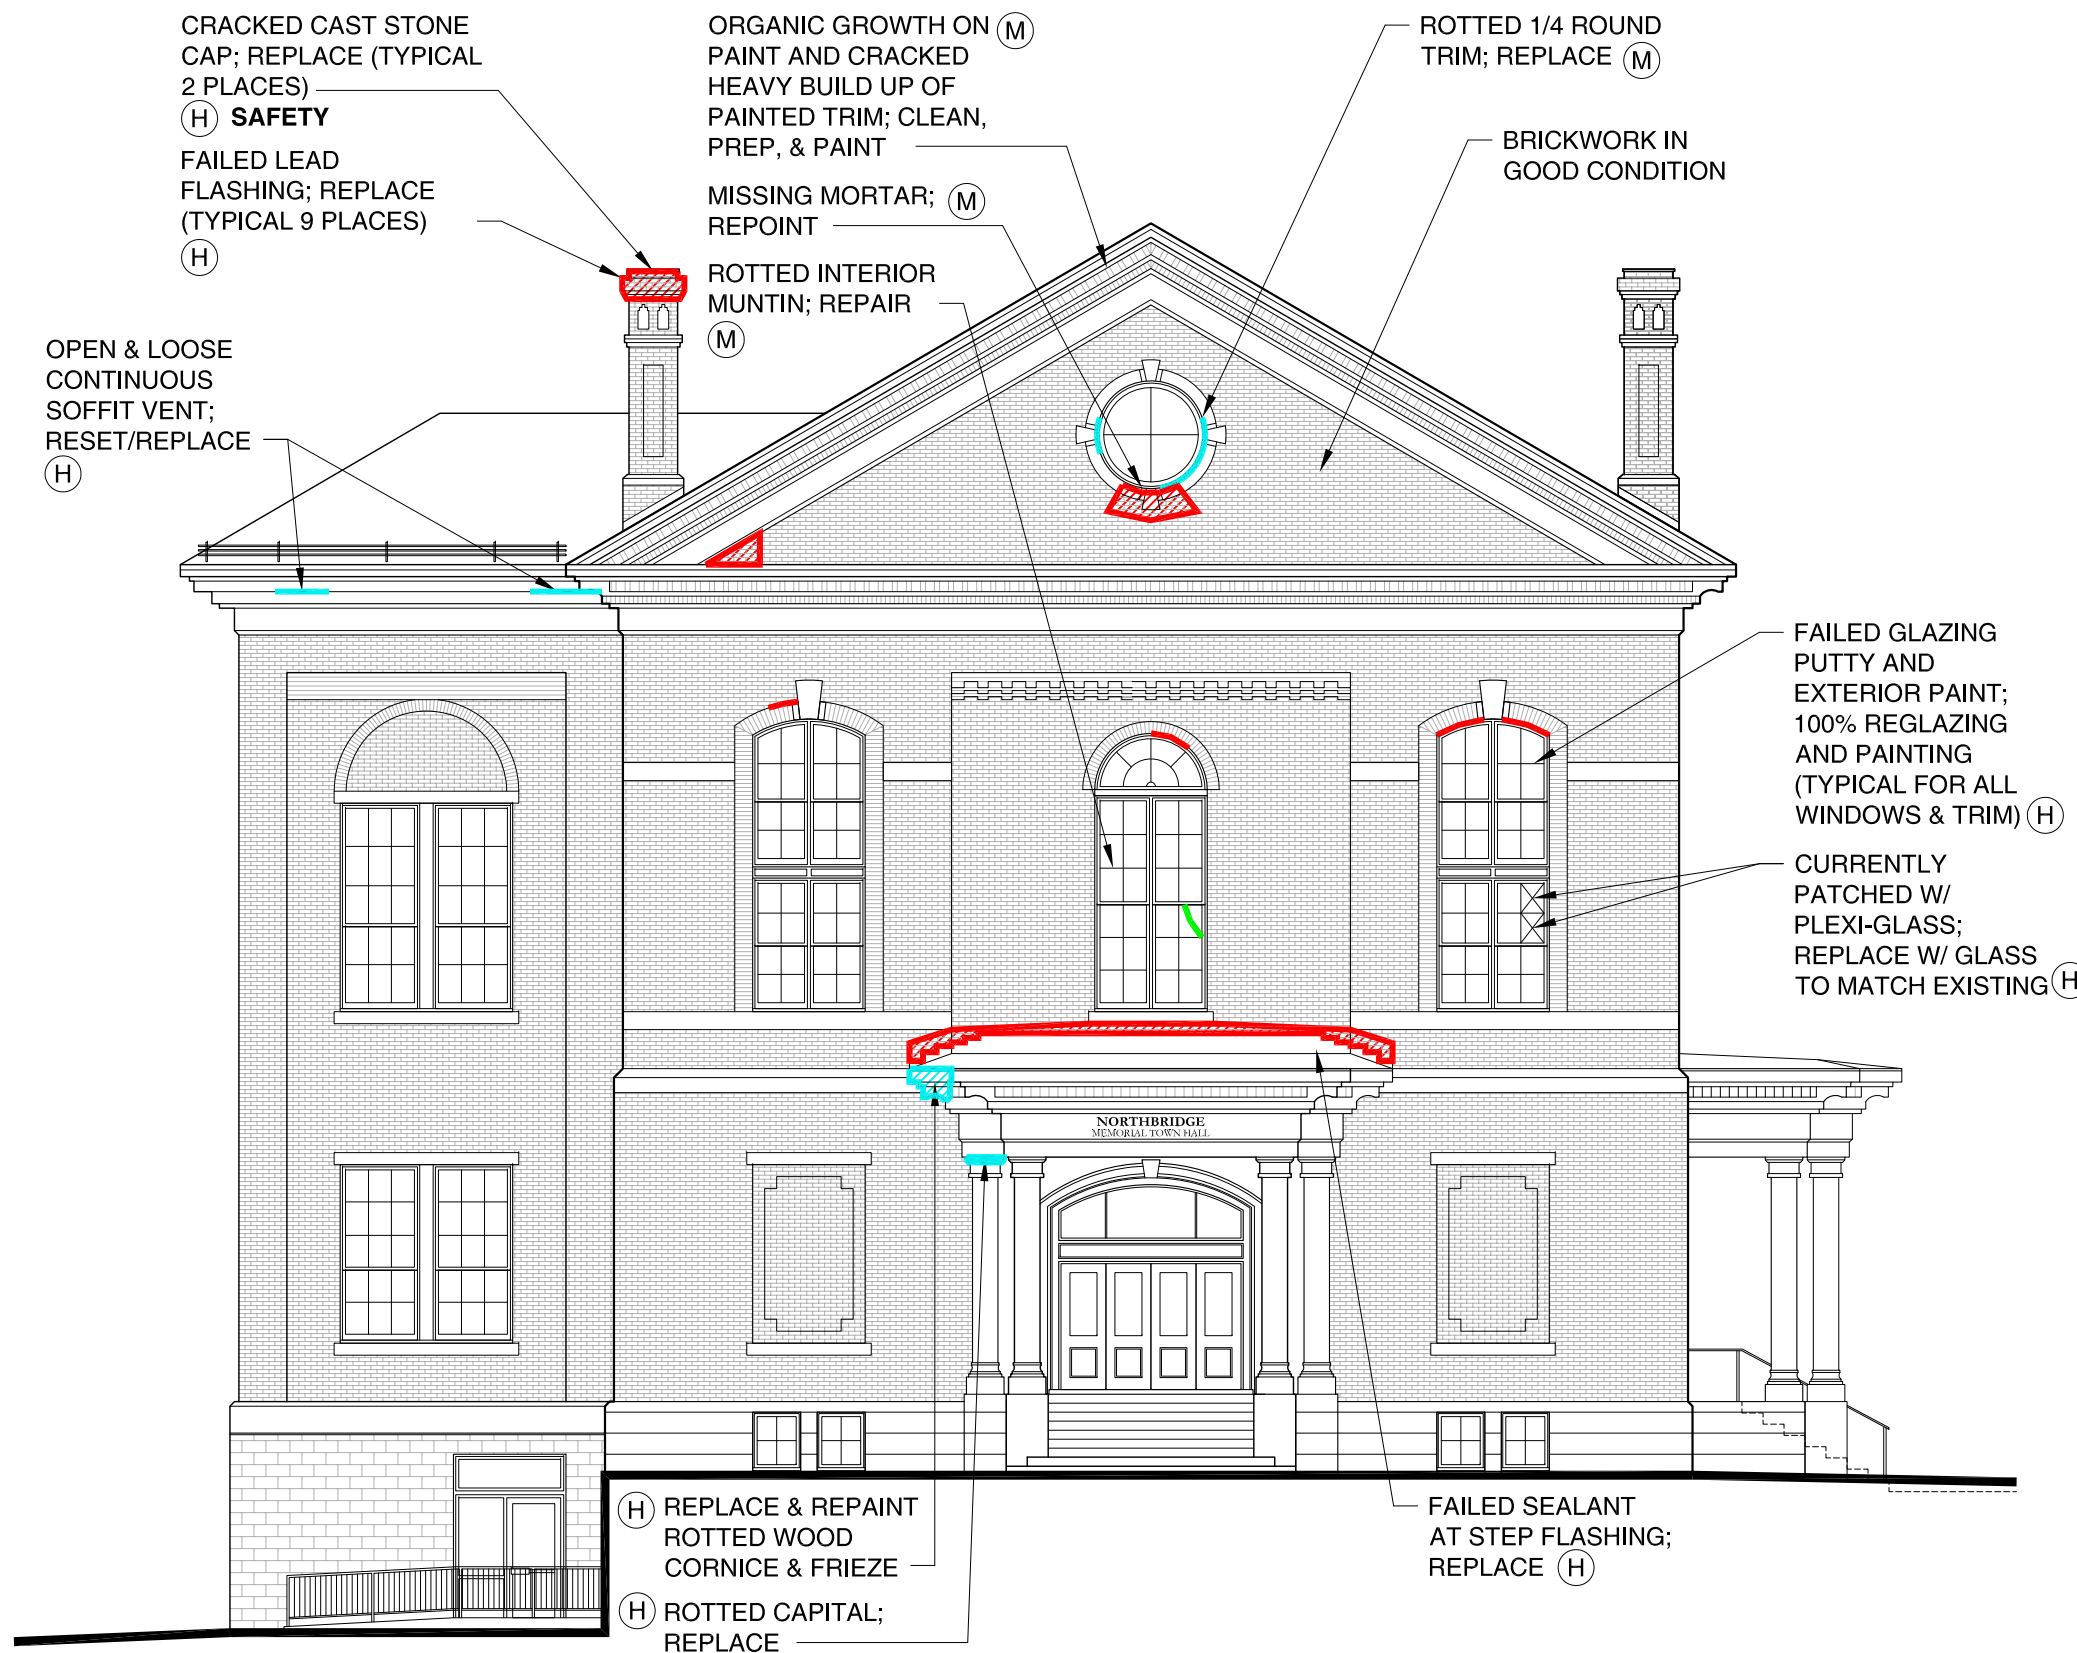 CRACKED CAST STONE
CAP; REPLACE (TYPICAL
2 PLACES)
H SAFETY
FAILED LEAD
FLASHING; REPLACE
(TYPICAL 9 PLACES)
H
OPEN & LOOSE
CONTINUOUS
SOFFIT VENT;
RESET/REPLACE
H
ORGANIC GROWTH ON M
PAINT AND CRACKED
HEAVY BUILD UP OF
PAINTED TRIM; CLEAN,
PREP, & PAINT
MISSING MORTAR; M
REPOINT
ROTTED INTERIOR
MUNTIN; REPAIR
M
ROTTED 1/4 ROUND
TRIM; REPLACE M
BRICKWORK IN
GOOD CONDITION
FAILED GLAZING
PUTTY AND
EXTERIOR PAINT;
100% REGLAZING
AND PAINTING
(TYPICAL FOR ALL
WINDOWS & TRIM) H
CURRENTLY
PATCHED W/
PLEXI-GLASS;
REPLACE W/ GLASS
TO MATCH EXISTING H
NORTHBRIDGE
MEMORIAL TOWN HALL
H REPLACE & REPAINT
ROTTED WOOD
CORNICE & FRIEZE
H ROTTED CAPITAL;
REPLACE
FAILED SEALANT
AT STEP FLASHING;
REPLACE H